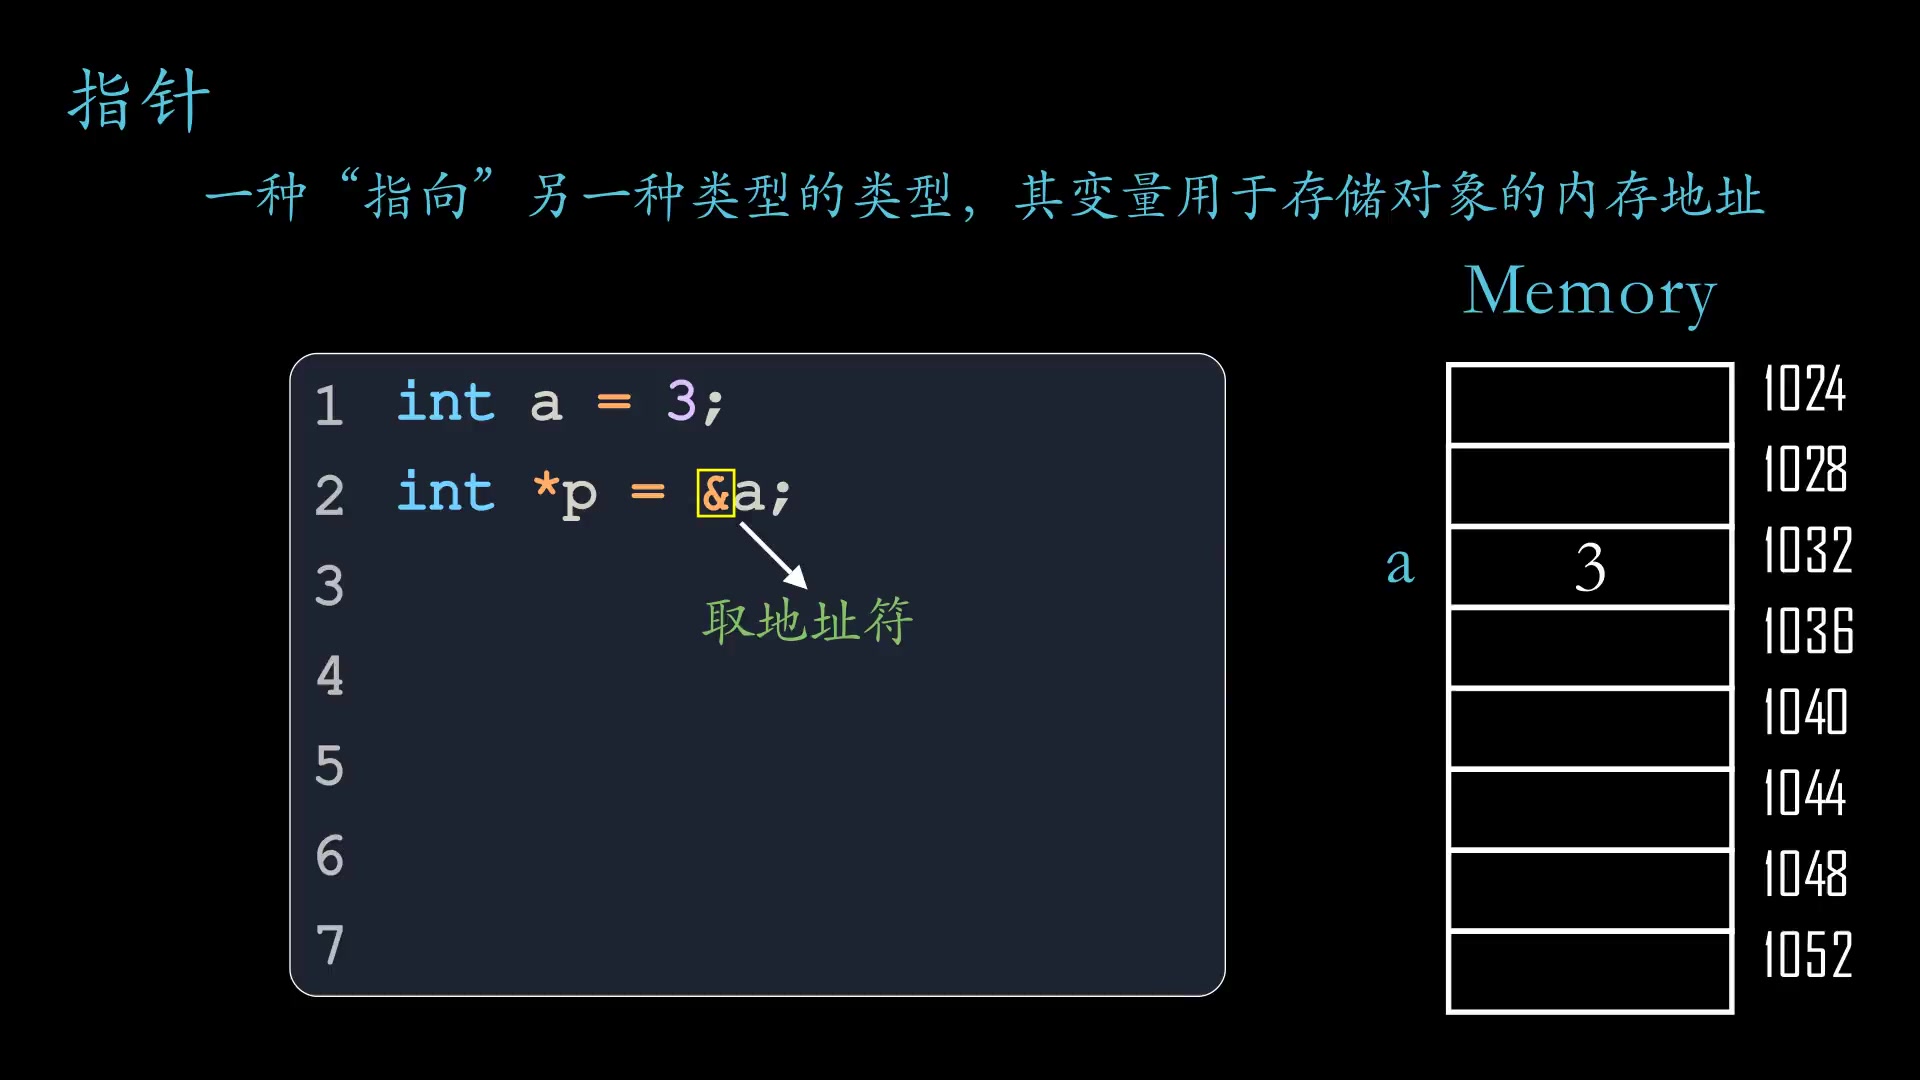 指针
一种“指向”另一种类型的类型，其变量用于存储对象的内存地址
Memory
1 int a = 3;
2 int *p = &a;
3
取地址符
4
5
6
7
1024
1028
a 3 1032
1036
1040
1044
1048
1052